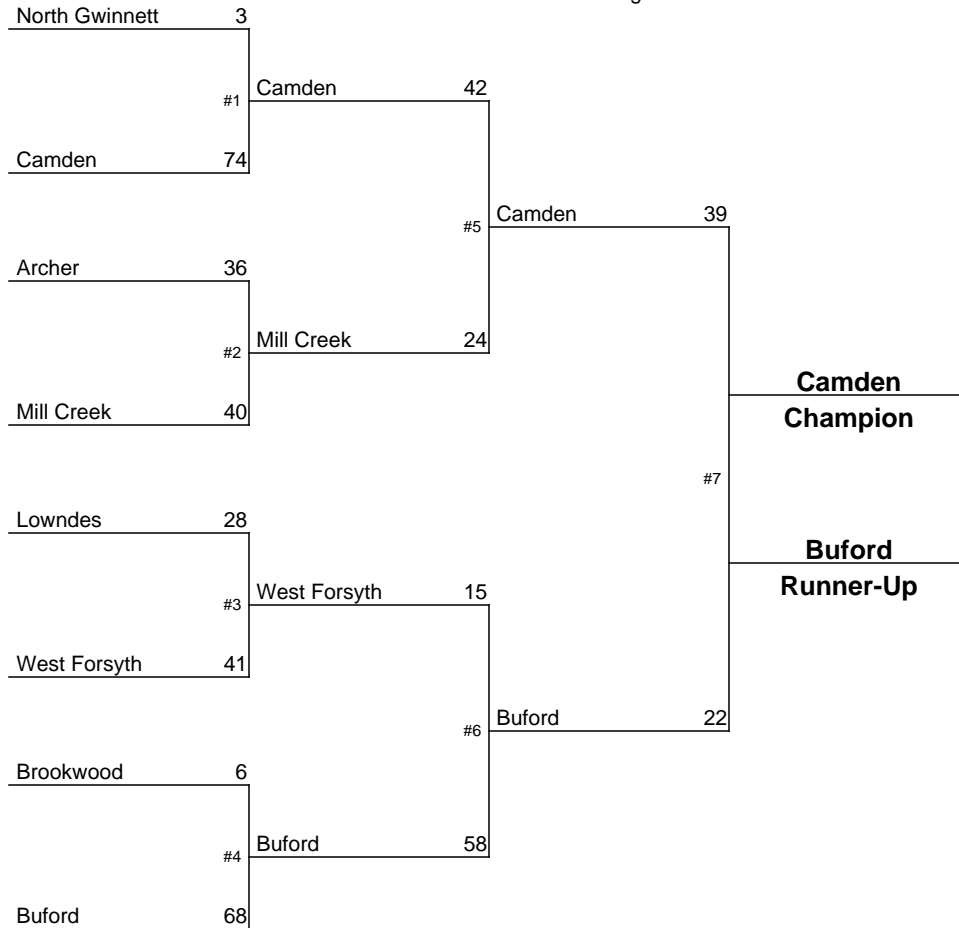 North Gwinnett 3
#1
Camden 42
Camden 74
#5
Camden 39
Archer 36
#2
Mill Creek 24
Mill Creek 40
Camden
Champion
#7
Lowndes 28
#3
West Forsyth 15
West Forsyth 41
Buford
Runner-Up
#6
Buford 22
Brookwood 6
#4
Buford 58
Buford 68